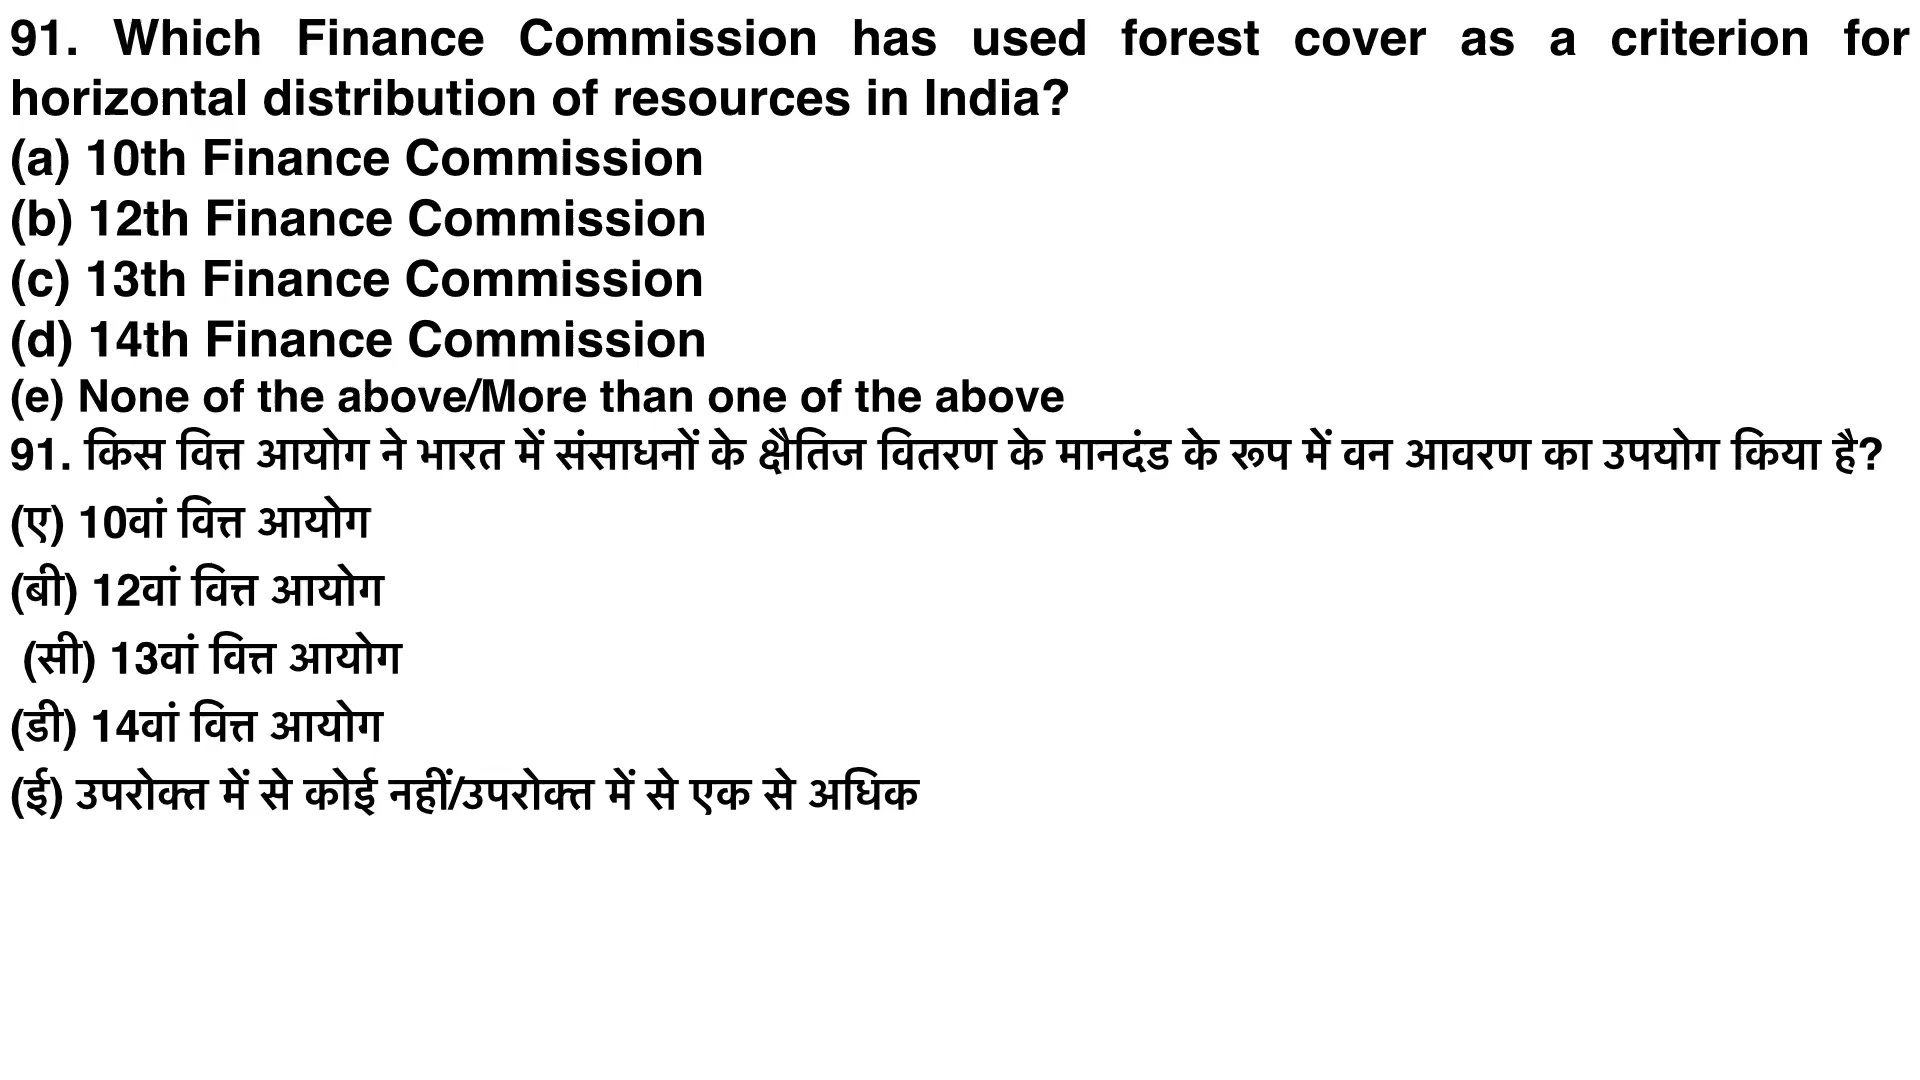 91. Which Finance Commission has used forest cover as a criterion for
horizontal distribution of resources in India?
(a) 10th Finance Commission
(b) 12th Finance Commission
(c) 13th Finance Commission
(d) 14th Finance Commission
(e) None of the above/More than one of the above
91. किस वित्त आयोग ने भारत में संसाधनों के क्षैतिज वितरण के मानदंड के रूप में वन आवरण का उपयोग किया है?
(ए) 10वां वित्त आयोग
(बी) 12वां वित्त आयोग
(सी) 13वां वित्त आयोग
(डी) 14वां वित्त आयोग
(ई) उपरोक्त में से कोई नहीं/उपरोक्त में से एक से अधिक